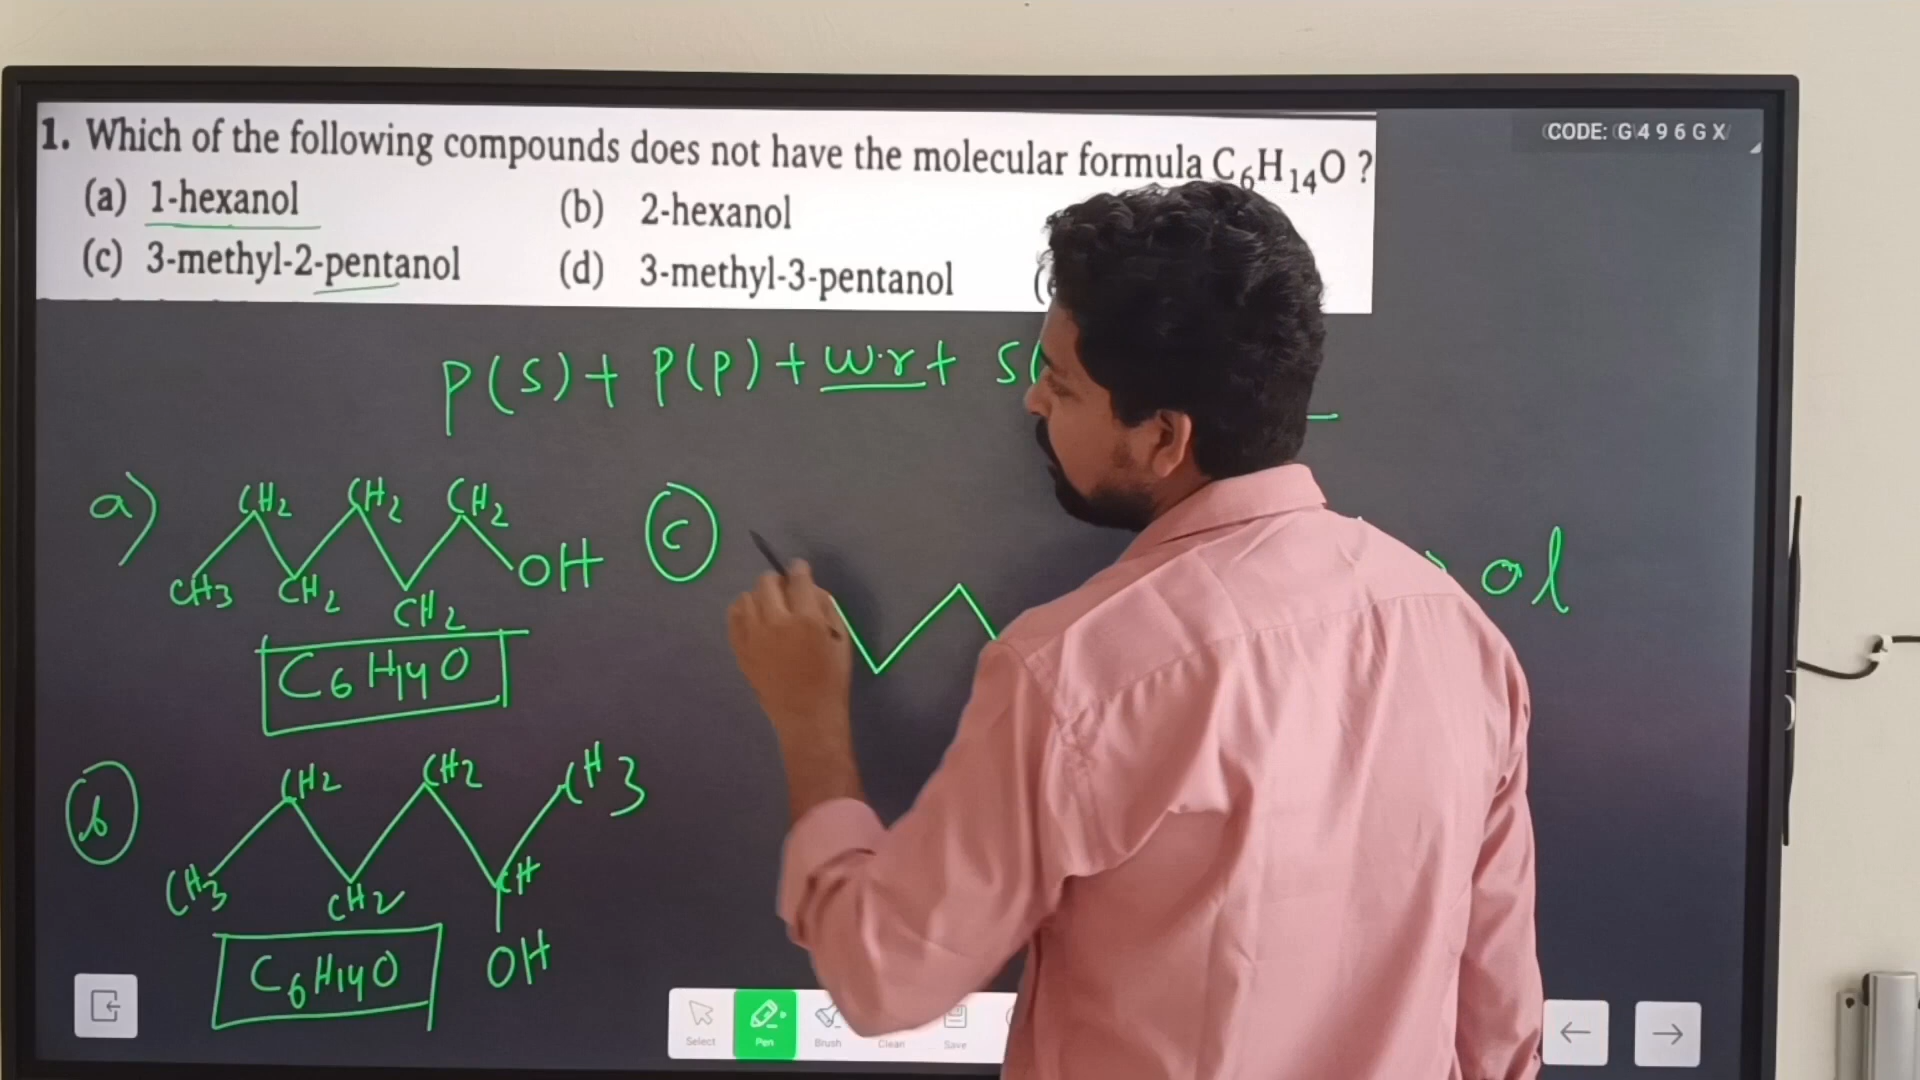 1. Which of the following compounds does not have the molecular formula C6H14O ?
(a) 1-hexanol (b) 2-hexanol
(c) 3-methyl-2-pentanol (d) 3-methyl-3-pentanol (
CODE: G496GX
P(S) + P(P) + w.r + S(
a) CH3 CH2 CH2 CH2 CH2 CH2 OH
C6H14O
(c) ol
(b) CH3 CH2 CH2 CH2 CH CH3
OH
C6H14O
Select Pen Brush Clean Save